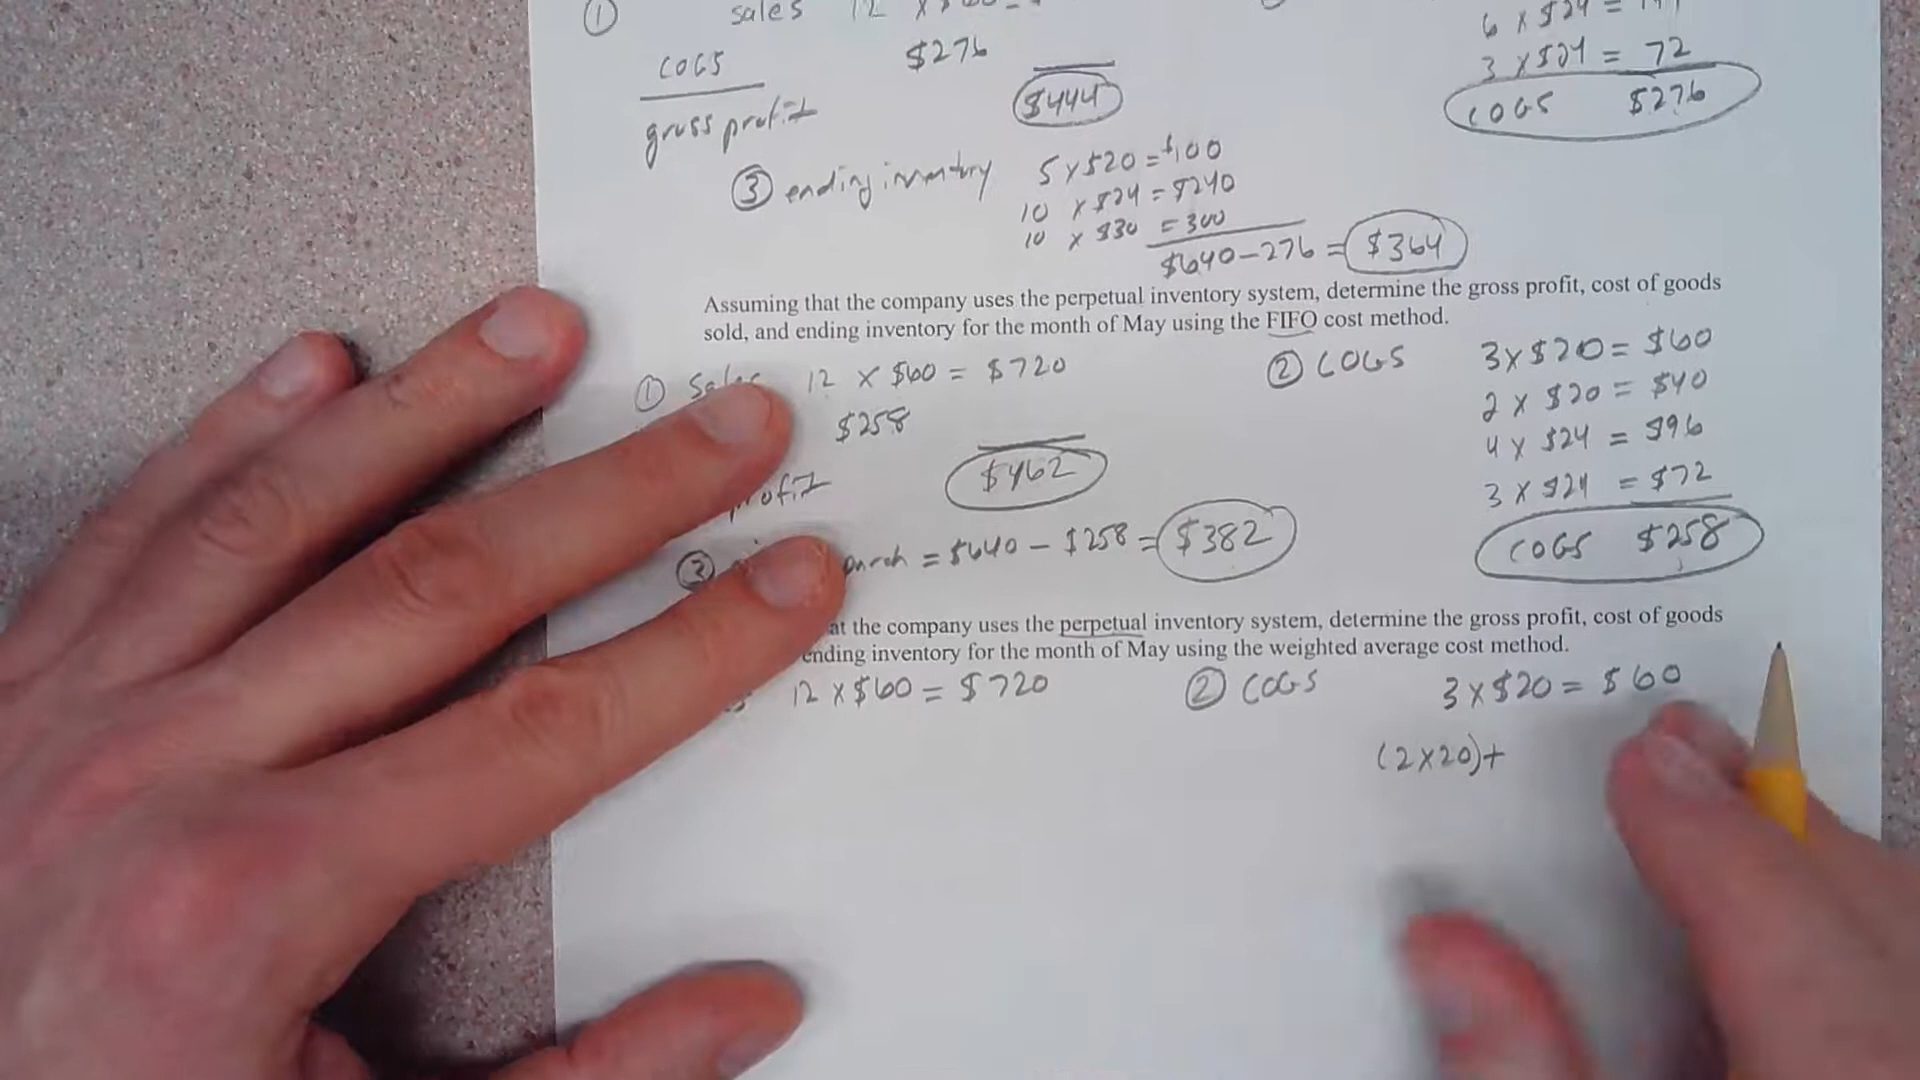 ① sales 12 x
6 x $24 =
COGS $276
3 x $24 = 72
gross profit $444
COGS $276
③ ending inventory 5 x $20 = $100
10 x $24 = $240
10 x $30 = 300
$640 - 276 = $364
Assuming that the company uses the perpetual inventory system, determine the gross profit, cost of goods
sold, and ending inventory for the month of May using the FIFO cost method.
① Sales 12 x $60 = $720
② COGS 3 x $20 = $60
$258
2 x $20 = $40
4 x $24 = $96
$462
3 x $24 = $72
COGS $258
③ = $640 - $258 = $382
at the company uses the perpetual inventory system, determine the gross profit, cost of goods
ending inventory for the month of May using the weighted average cost method.
12 x $60 = $720
② COGS 3 x $20 = $60
(2x20)+